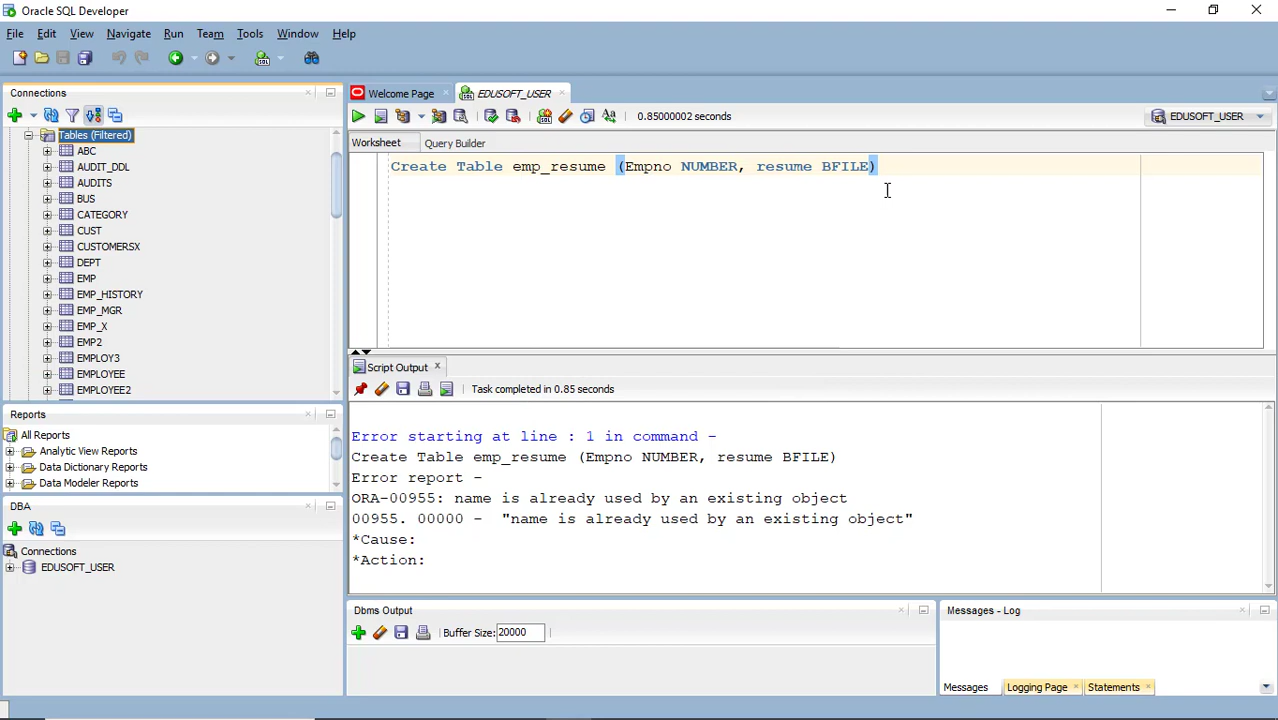 Oracle SQL Developer
File Edit View Navigate Run Team Tools Window Help
Connections
Tables (Filtered)
ABC
AUDIT_DDL
AUDITS
BUS
CATEGORY
CUST
CUSTOMERSX
DEPT
EMP
EMP_HISTORY
EMP_MGR
EMP_X
EMP2
EMPLOY3
EMPLOYEE
EMPLOYEE2
Reports
All Reports
Analytic View Reports
Data Dictionary Reports
Data Modeler Reports
DBA
Connections
EDUSOFT_USER
Welcome Page EDUSOFT_USER
0.85000002 seconds EDUSOFT_USER
Worksheet Query Builder
Create Table emp_resume (Empno NUMBER, resume BFILE)
Script Output
Task completed in 0.85 seconds
Error starting at line : 1 in command -
Create Table emp_resume (Empno NUMBER, resume BFILE)
Error report -
ORA-00955: name is already used by an existing object
00955. 00000 -  "name is already used by an existing object"
*Cause:
*Action:
Dbms Output
Buffer Size: 20000
Messages - Log
Messages Logging Page Statements